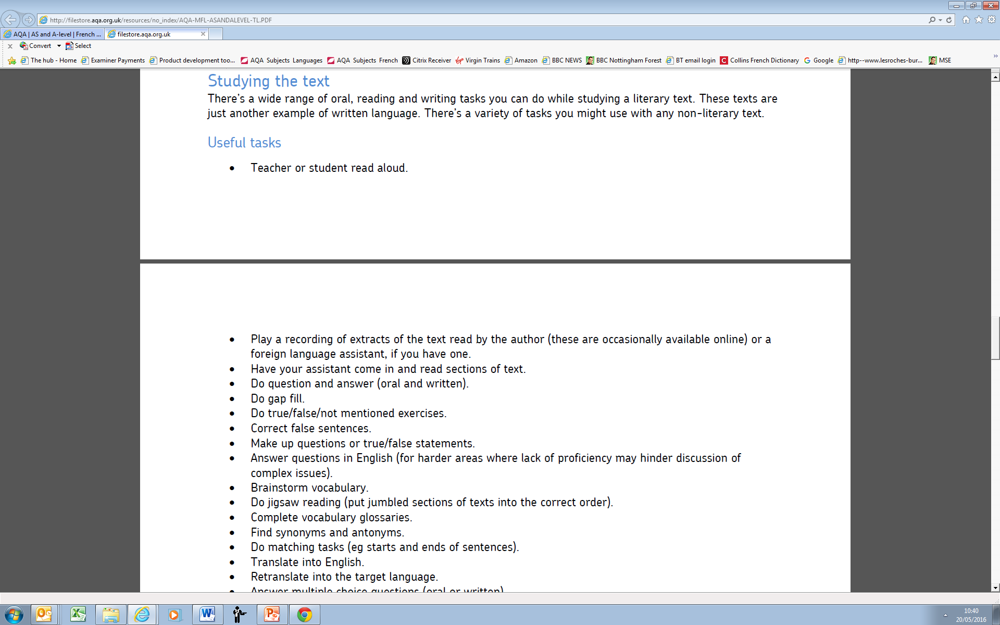 http://filestore.aqa.org.uk/resources/no_index/AQA-MFL-ASANDALEVEL-TL.PDF
AQA | AS and A-level | French ...
filestore.aqa.org.uk
Convert
Select
The hub - Home
Examiner Payments
Product development too...
AQA Subjects Languages
AQA Subjects French
Citrix Receiver
Virgin Trains
Amazon
BBC NEWS
BBC Nottingham Forest
BT email login
Collins French Dictionary
Google
http--www.lesroches-bur...
MSE
Studying the text
There's a wide range of oral, reading and writing tasks you can do while studying a literary text. These texts are
just another example of written language. There's a variety of tasks you might use with any non-literary text.
Useful tasks
• Teacher or student read aloud.
• Play a recording of extracts of the text read by the author (these are occasionally available online) or a
foreign language assistant, if you have one.
• Have your assistant come in and read sections of text.
• Do question and answer (oral and written).
• Do gap fill.
• Do true/false/not mentioned exercises.
• Correct false sentences.
• Make up questions or true/false statements.
• Answer questions in English (for harder areas where lack of proficiency may hinder discussion of
complex issues).
• Brainstorm vocabulary.
• Do jigsaw reading (put jumbled sections of texts into the correct order).
• Complete vocabulary glossaries.
• Find synonyms and antonyms.
• Do matching tasks (eg starts and ends of sentences).
• Translate into English.
• Retranslate into the target language.
• Answer multiple choice questions (oral or written)
10:40
20/05/2016